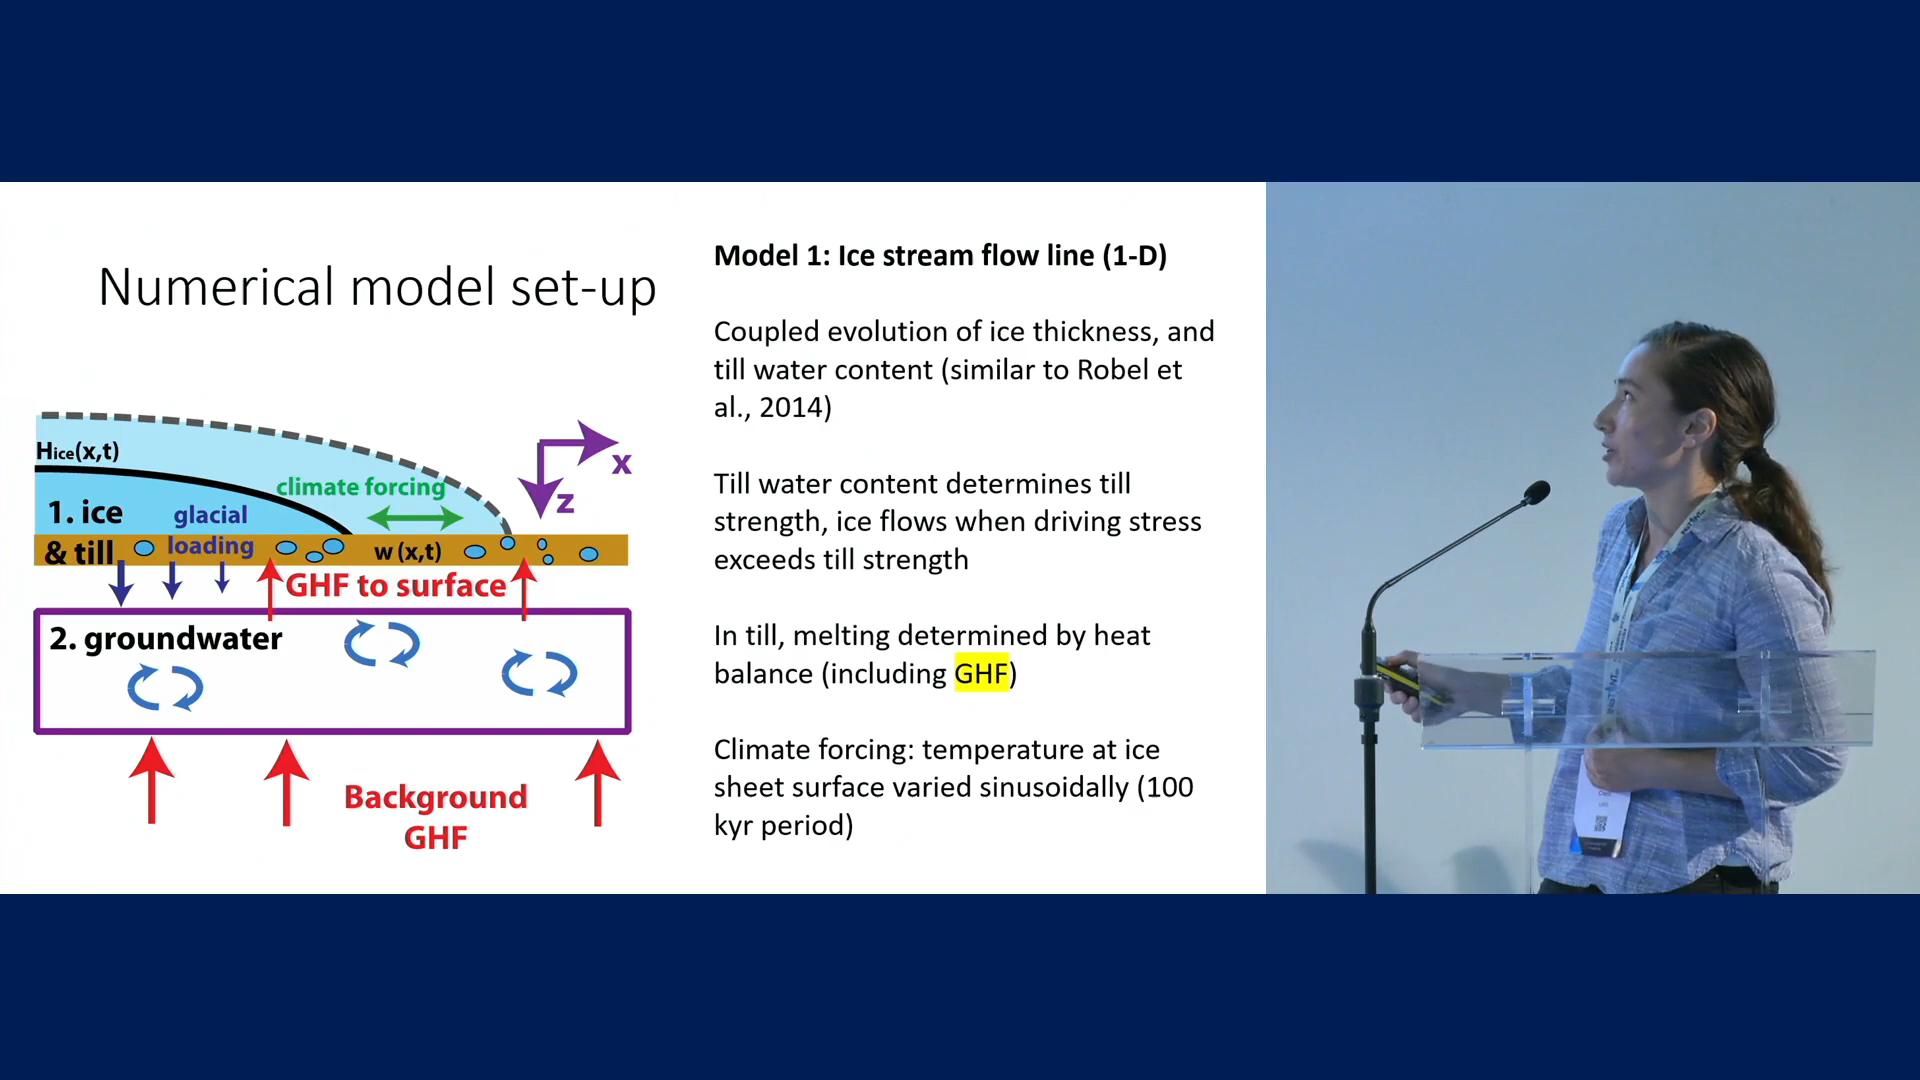 Numerical model set-up
Hice(x,t)
climate forcing
x
z
1. ice
& till
glacial
loading
w (x,t)
GHF to surface
2. groundwater
Background
GHF
Model 1: Ice stream flow line (1-D)
Coupled evolution of ice thickness, and
till water content (similar to Robel et
al., 2014)
Till water content determines till
strength, ice flows when driving stress
exceeds till strength
In till, melting determined by heat
balance (including GHF)
Climate forcing: temperature at ice
sheet surface varied sinusoidally (100
kyr period)